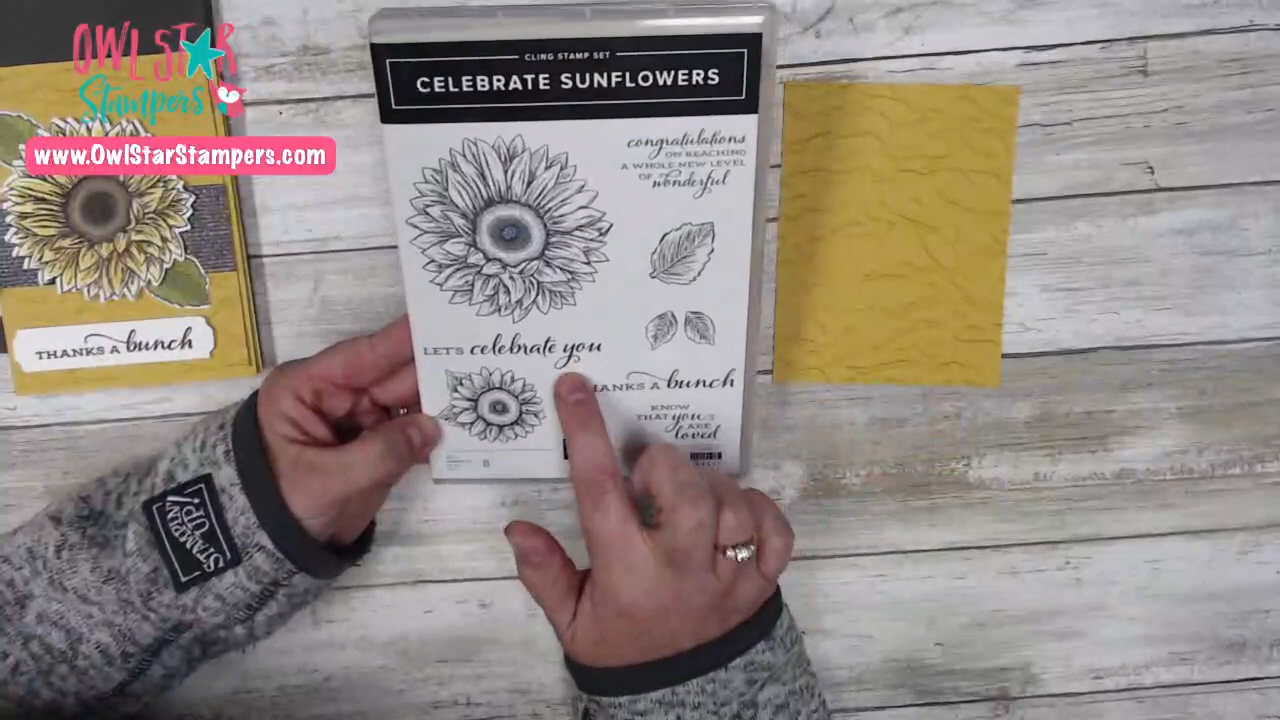 OWL STAR
Stampers
www.OwlStarStampers.com
THANKS A bunch
CLING STAMP SET
CELEBRATE SUNFLOWERS
congratulations
ON REACHING
A WHOLE NEW LEVEL
OF wonderful
LET'S celebrate you
THANKS A bunch
KNOW
THAT you
ARE
loved
STAMPIN'
UP!